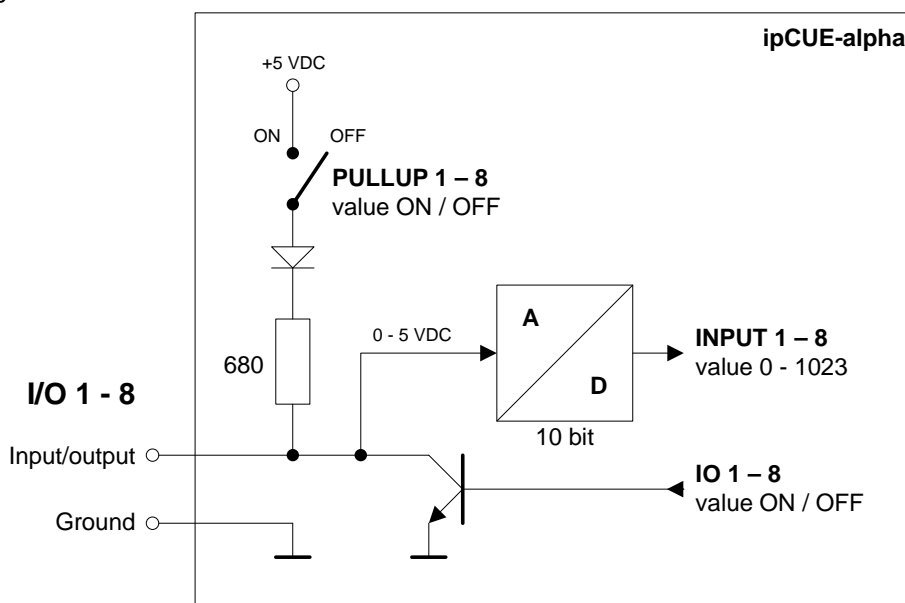 ipCUE-alpha
+5 VDC
ON
OFF
PULLUP 1 – 8
value ON / OFF
A
D
0 - 5 VDC
INPUT 1 – 8
value 0 - 1023
680
10 bit
I/O 1 - 8
Input/output
IO 1 – 8
value ON / OFF
Ground